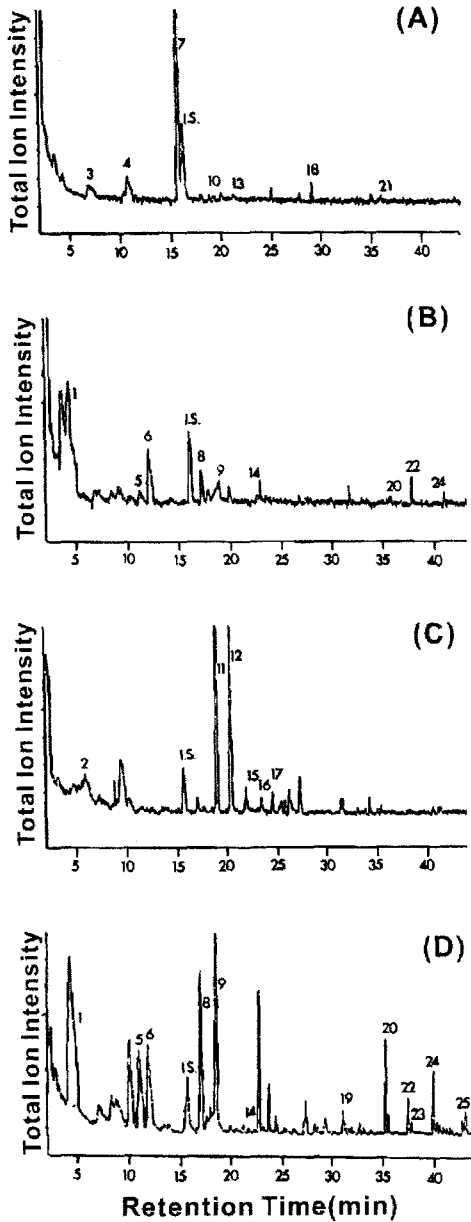 (A)
Total Ion Intensity
7
I.S.
3
4
10
13
18
21
5 10 15 20 25 30 35 40
(B)
Total Ion Intensity
1
I.S.
6
8
5
9
14
20
22
24
5 10 15 20 25 30 35 40
(C)
Total Ion Intensity
11
12
I.S.
2
15
16
17
5 10 15 20 25 30 35 40
(D)
Total Ion Intensity
1
5
6
I.S.
8
9
14
19
20
22
23
24
25
5 10 15 20 25 30 35 40
Retention Time(min)